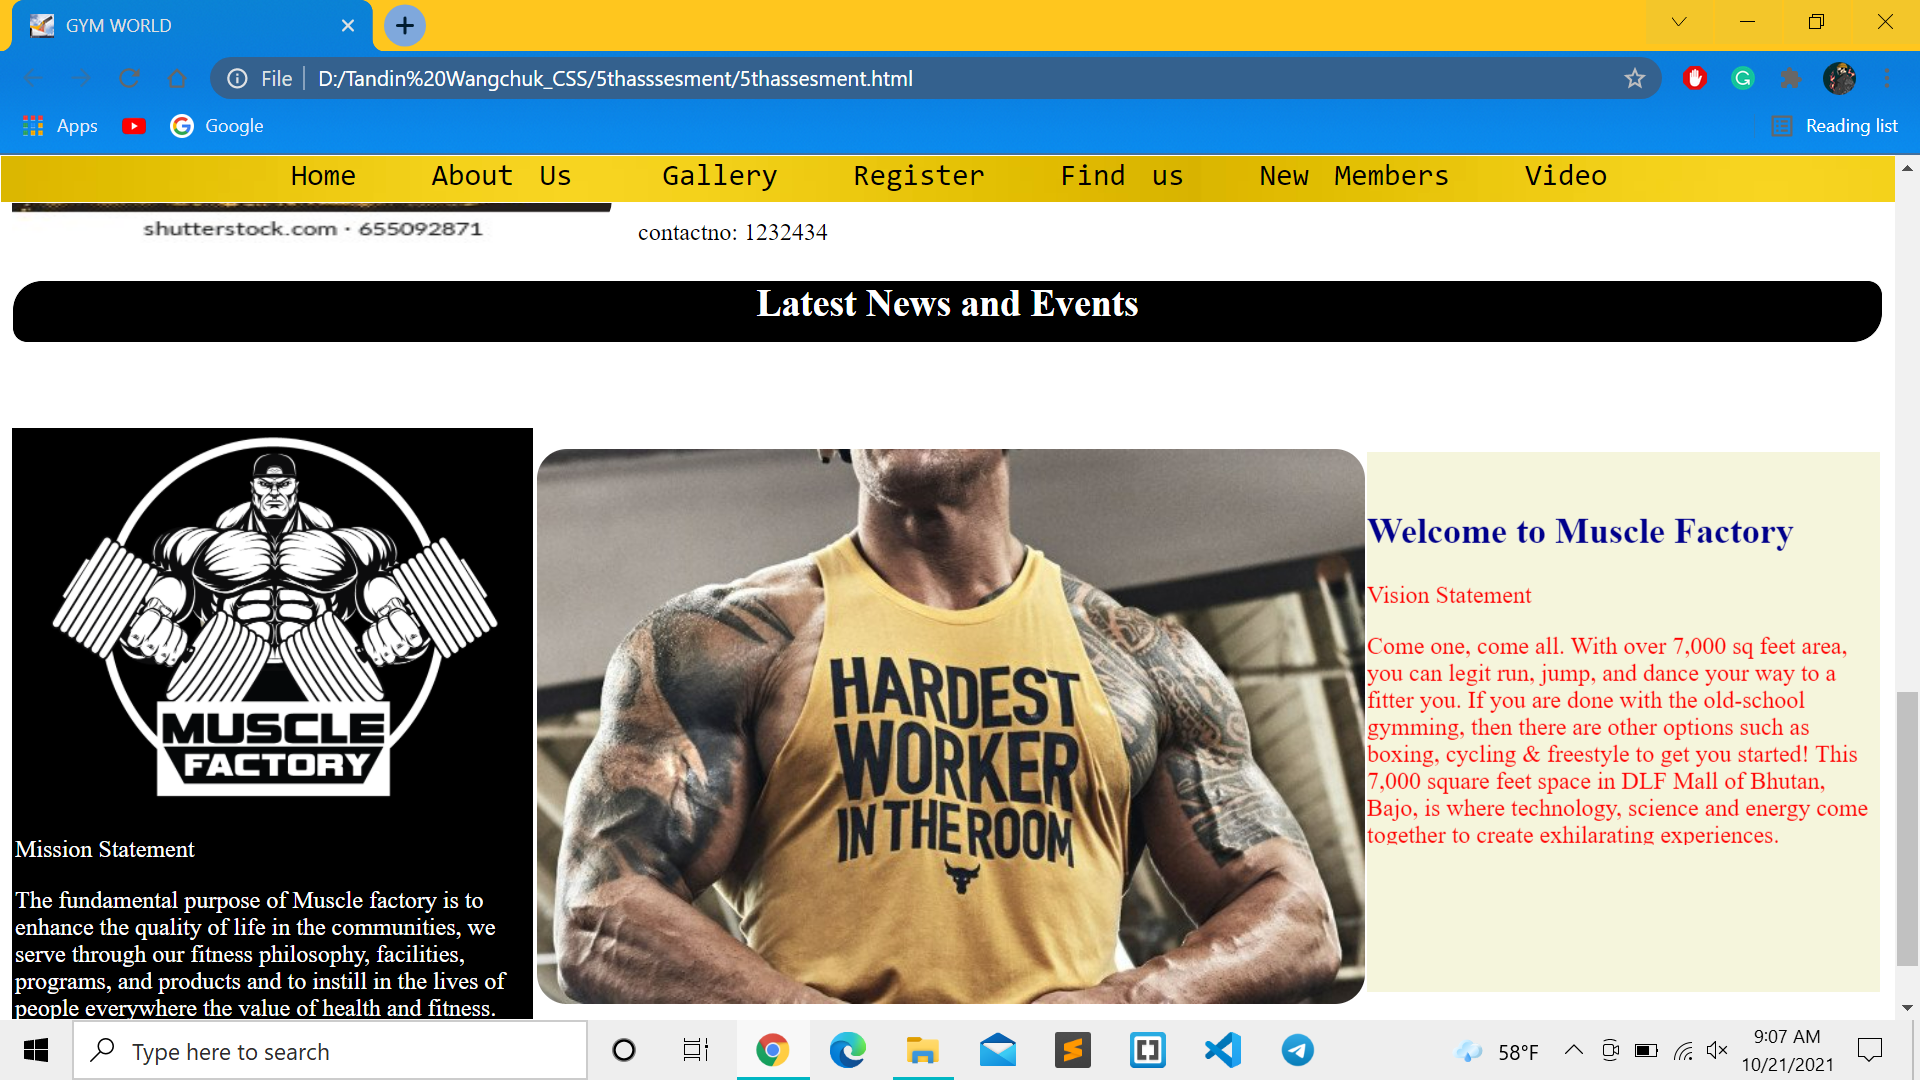 GYM WORLD
File
D:/Tandin%20Wangchuk_CSS/5thasssesment/5thassesment.html
Apps
Google
Reading list
Home About Us Gallery Register Find us New Members Video
shutterstock.com · 655092871
contactno: 1232434
Latest News and Events
MUSCLE
FACTORY
Mission Statement
The fundamental purpose of Muscle factory is to
enhance the quality of life in the communities, we
serve through our fitness philosophy, facilities,
programs, and products and to instill in the lives of
people everywhere the value of health and fitness.
HARDEST
WORKER
IN THE ROOM
Welcome to Muscle Factory
Vision Statement
Come one, come all. With over 7,000 sq feet area,
you can legit run, jump, and dance your way to a
fitter you. If you are done with the old-school
gymming, then there are other options such as
boxing, cycling & freestyle to get you started! This
7,000 square feet space in DLF Mall of Bhutan,
Bajo, is where technology, science and energy come
together to create exhilarating experiences.
Type here to search
58°F
9:07 AM
10/21/2021